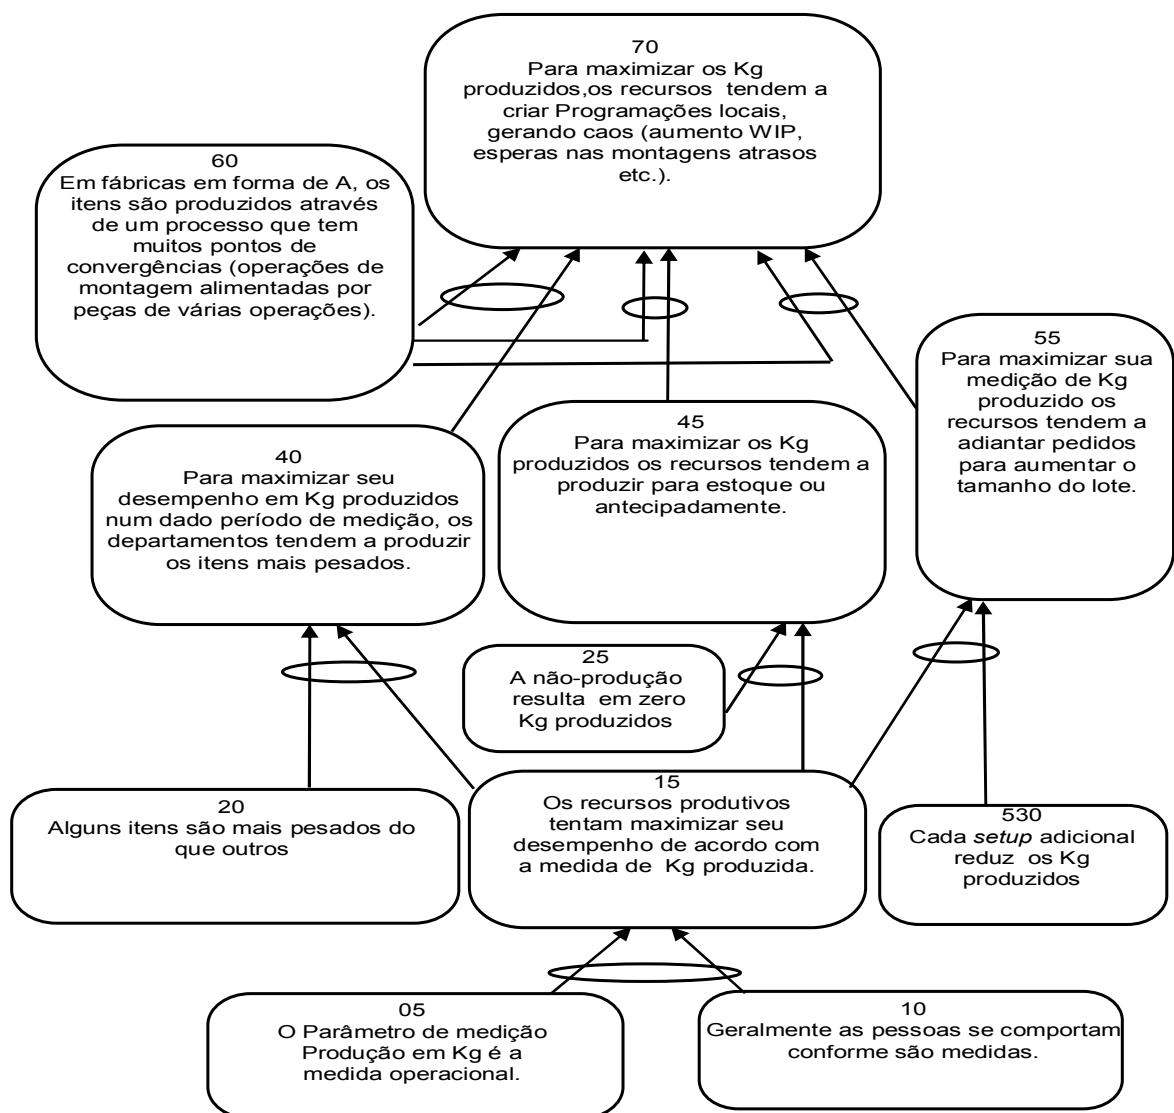 70
Para maximizar os Kg
produzidos,os recursos tendem a
criar Programações locais,
gerando caos (aumento WIP,
esperas nas montagens atrasos
etc.).
60
Em fábricas em forma de A, os
itens são produzidos através
de um processo que tem
muitos pontos de
convergências (operações de
montagem alimentadas por
peças de várias operações).
55
Para maximizar sua
medição de Kg
produzido os
recursos tendem a
adiantar pedidos
para aumentar o
tamanho do lote.
40
Para maximizar seu
desempenho em Kg produzidos
num dado período de medição, os
departamentos tendem a produzir
os itens mais pesados.
45
Para maximizar os Kg
produzidos os recursos tendem a
produzir para estoque ou
antecipadamente.
25
A não-produção
resulta em zero
Kg produzidos
20
Alguns itens são mais pesados do
que outros
15
Os recursos produtivos
tentam maximizar seu
desempenho de acordo com
a medida de Kg produzida.
530
Cada setup adicional
reduz os Kg
produzidos
05
O Parâmetro de medição
Produção em Kg é a
medida operacional.
10
Geralmente as pessoas se comportam
conforme são medidas.